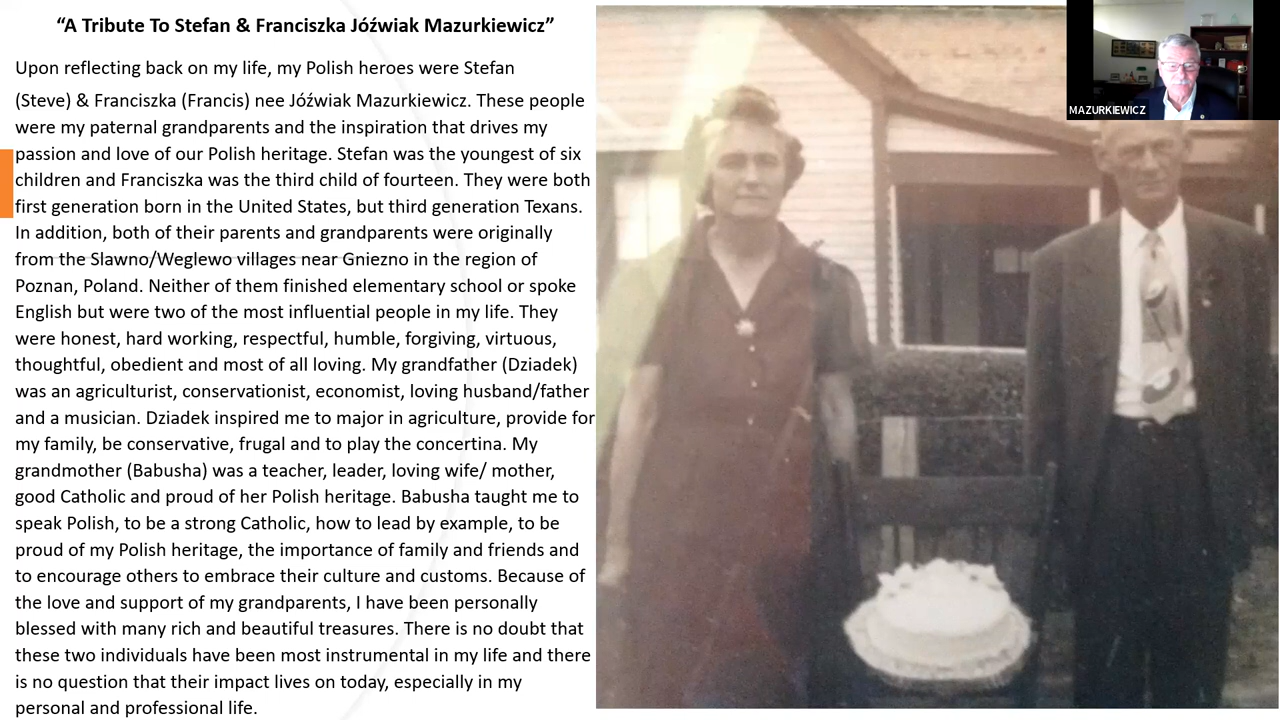 “A Tribute To Stefan & Franciszka Jóźwiak Mazurkiewicz”
Upon reflecting back on my life, my Polish heroes were Stefan
(Steve) & Franciszka (Francis) nee Jóźwiak Mazurkiewicz. These people
were my paternal grandparents and the inspiration that drives my
passion and love of our Polish heritage. Stefan was the youngest of six
children and Franciszka was the third child of fourteen. They were both
first generation born in the United States, but third generation Texans.
In addition, both of their parents and grandparents were originally
from the Slawno/Weglewo villages near Gniezno in the region of
Poznan, Poland. Neither of them finished elementary school or spoke
English but were two of the most influential people in my life. They
were honest, hard working, respectful, humble, forgiving, virtuous,
thoughtful, obedient and most of all loving. My grandfather (Dziadek)
was an agriculturist, conservationist, economist, loving husband/father
and a musician. Dziadek inspired me to major in agriculture, provide for
my family, be conservative, frugal and to play the concertina. My
grandmother (Babusha) was a teacher, leader, loving wife/ mother,
good Catholic and proud of her Polish heritage. Babusha taught me to
speak Polish, to be a strong Catholic, how to lead by example, to be
proud of my Polish heritage, the importance of family and friends and
to encourage others to embrace their culture and customs. Because of
the love and support of my grandparents, I have been personally
blessed with many rich and beautiful treasures. There is no doubt that
these two individuals have been most instrumental in my life and there
is no question that their impact lives on today, especially in my
personal and professional life.
MAZURKIEWICZ